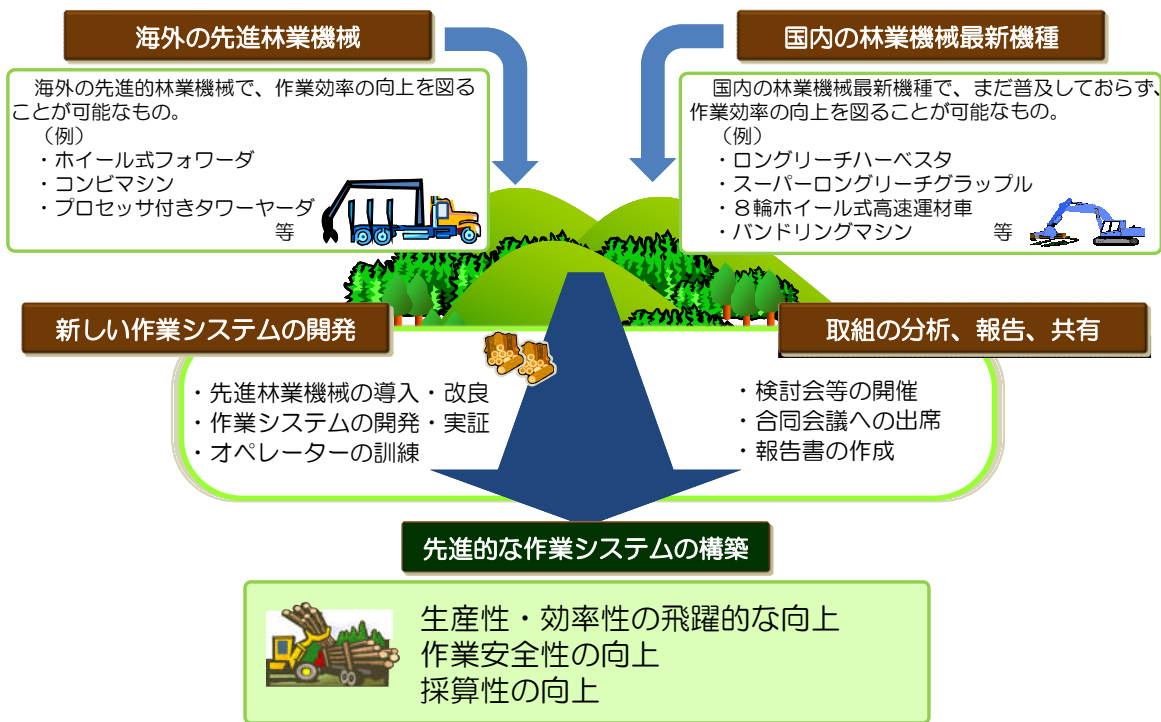 海外の先進林業機械
海外の先進的林業機械で、作業効率の向上を図る
ことが可能なもの。
（例）
・ホイール式フォワーダ
・コンビマシン
・プロセッサ付きタワーヤーダ
等
国内の林業機械最新機種
国内の林業機械最新機種で、まだ普及しておらず、
作業効率の向上を図ることが可能なもの。
（例）
・ロングリーチハーベスタ
・スーパーロングリーチグラップル
・８輪ホイール式高速運材車
・バンドリングマシン　　等
新しい作業システムの開発
・先進林業機械の導入・改良
・作業システムの開発・実証
・オペレーターの訓練
取組の分析、報告、共有
・検討会等の開催
・合同会議への出席
・報告書の作成
先進的な作業システムの構築
生産性・効率性の飛躍的な向上
作業安全性の向上
採算性の向上